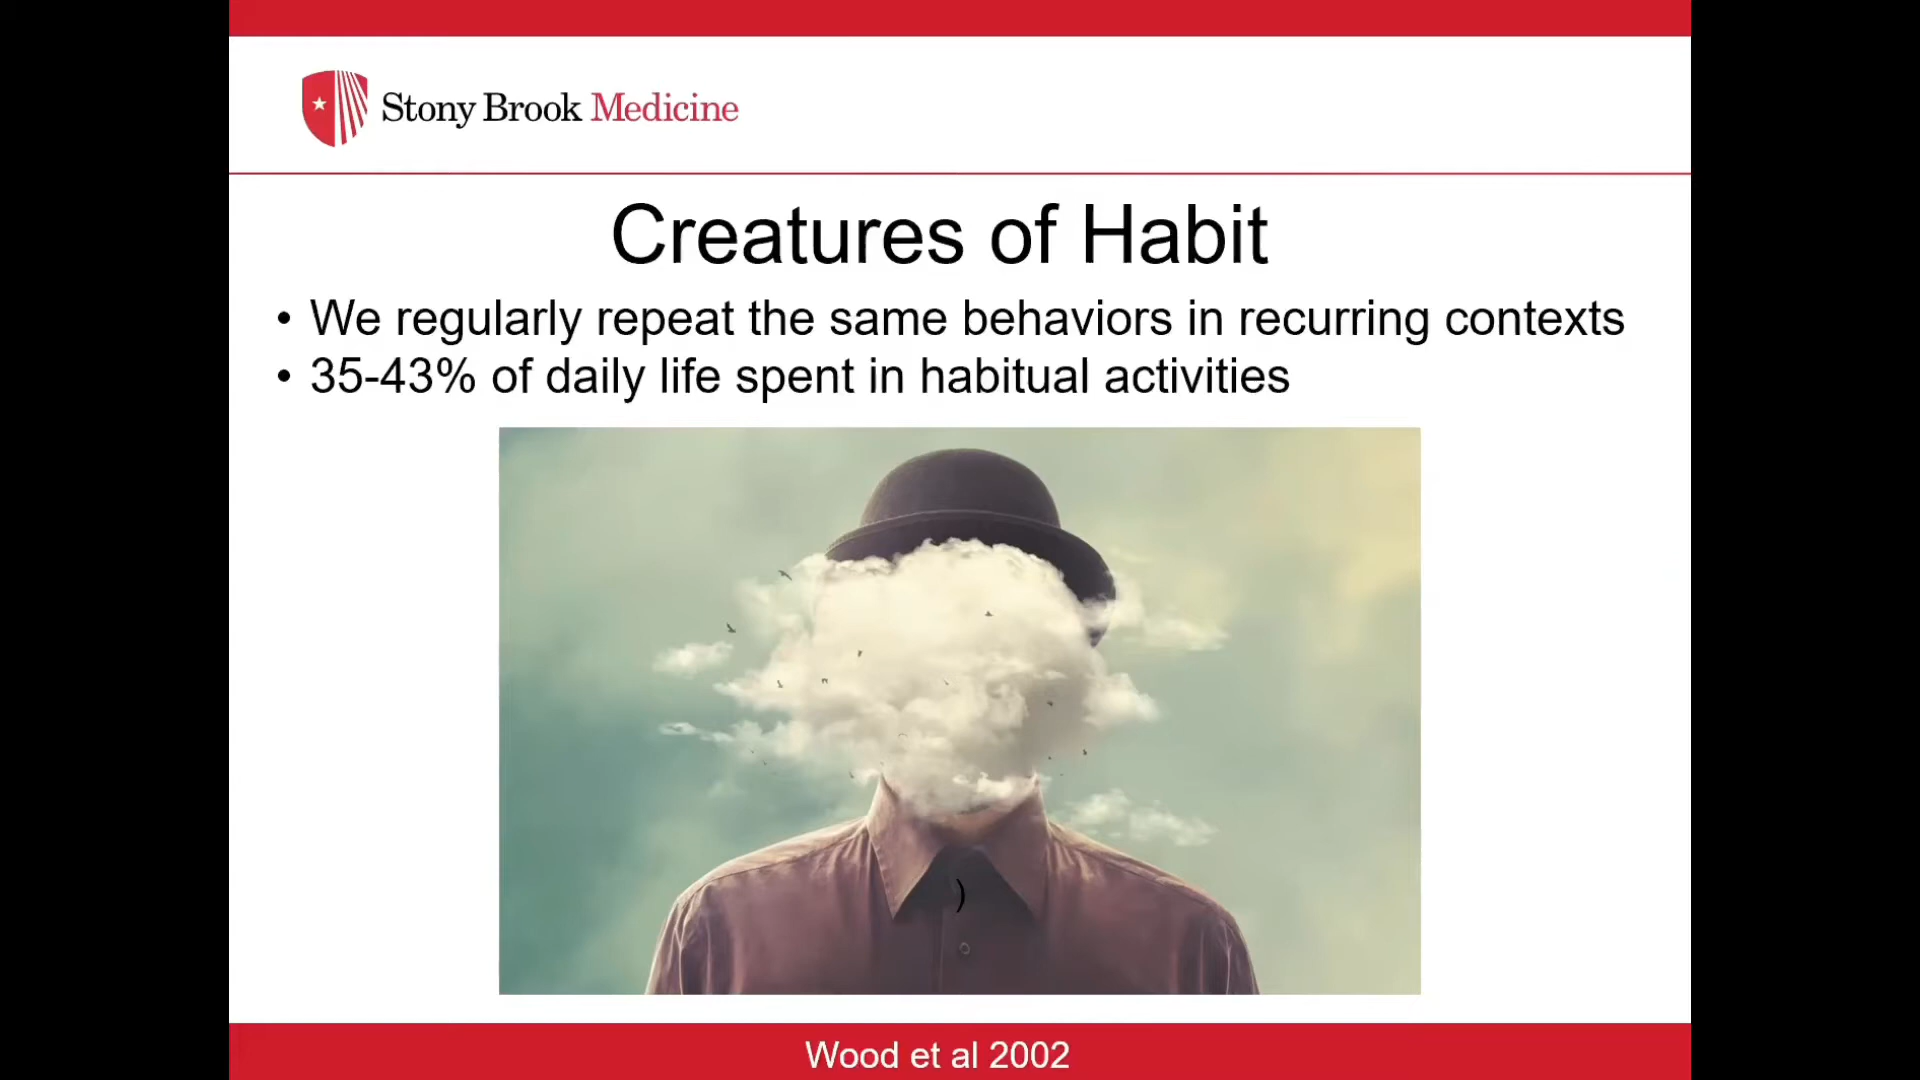 Stony Brook Medicine
Creatures of Habit
• We regularly repeat the same behaviors in recurring contexts
• 35-43% of daily life spent in habitual activities
)
Wood et al 2002